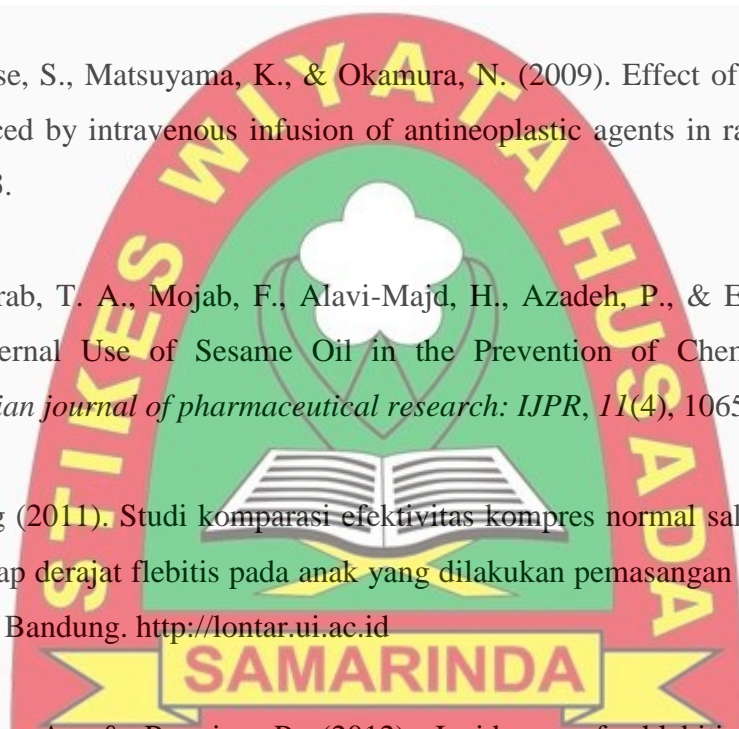 se, S., Matsuyama, K., & Okamura, N. (2009). Effect of
ced by intravenous infusion of antineoplastic agents in ra
3.
rab, T. A., Mojab, F., Alavi-Majd, H., Azadeh, P., & E
ernal Use of Sesame Oil in the Prevention of Chem
ian journal of pharmaceutical research: IJPR, 11(4), 1065
g (2011). Studi komparasi efektivitas kompres normal sal
ap derajat flebitis pada anak yang dilakukan pemasangan
Bandung. http://lontar.ui.ac.id
STIKES WIYATA HUSADA
SAMARINDA